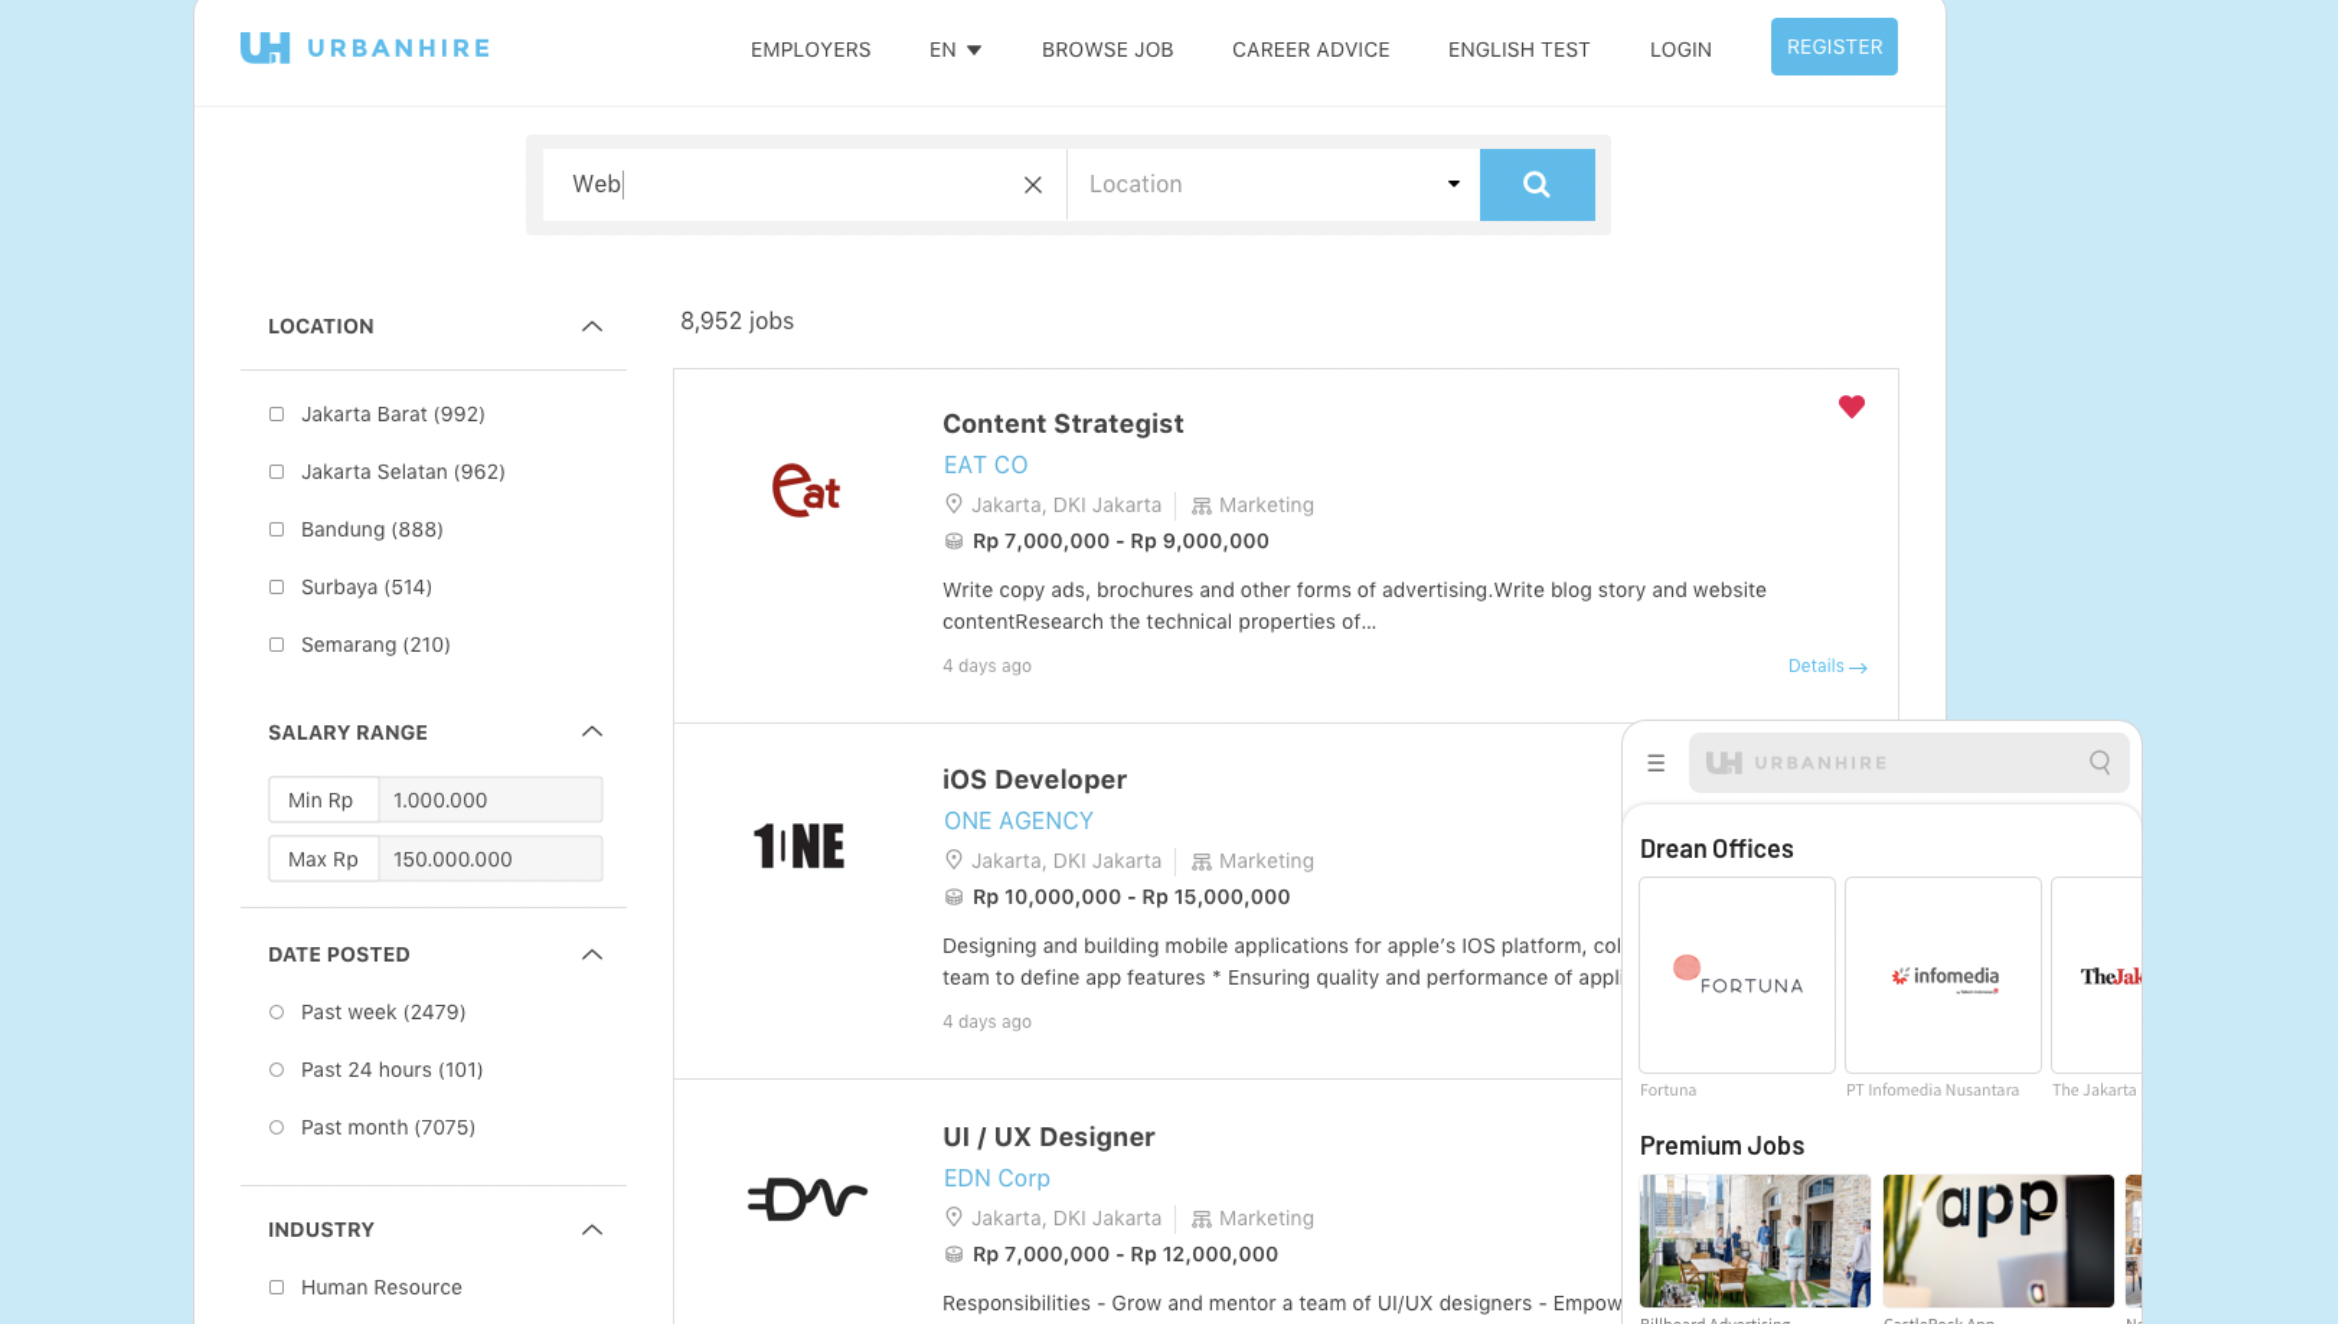 URBANHIRE
EMPLOYERS
EN
BROWSE JOB
CAREER ADVICE
ENGLISH TEST
LOGIN
REGISTER
Web
Location
LOCATION
Jakarta Barat (992)
Jakarta Selatan (962)
Bandung (888)
Surbaya (514)
Semarang (210)
SALARY RANGE
Min Rp 1.000.000
Max Rp 150.000.000
DATE POSTED
Past week (2479)
Past 24 hours (101)
Past month (7075)
INDUSTRY
Human Resource
8,952 jobs
eat
Content Strategist
EAT CO
Jakarta, DKI Jakarta Marketing
Rp 7,000,000 - Rp 9,000,000
Write copy ads, brochures and other forms of advertising.Write blog story and website
contentResearch the technical properties of...
4 days ago
Details
1NE
iOS Developer
ONE AGENCY
Jakarta, DKI Jakarta Marketing
Rp 10,000,000 - Rp 15,000,000
Designing and building mobile applications for apple's IOS platform, col
team to define app features * Ensuring quality and performance of appli
4 days ago
UI / UX Designer
EDN Corp
Jakarta, DKI Jakarta Marketing
Rp 7,000,000 - Rp 12,000,000
Responsibilities - Grow and mentor a team of UI/UX designers - Empow
URBANHIRE
Drean Offices
FORTUNA
infomedia
TheJak
Fortuna
PT Infomedia Nusantara
The Jakarta
Premium Jobs
app
Billboard Advertising
CastleRock App